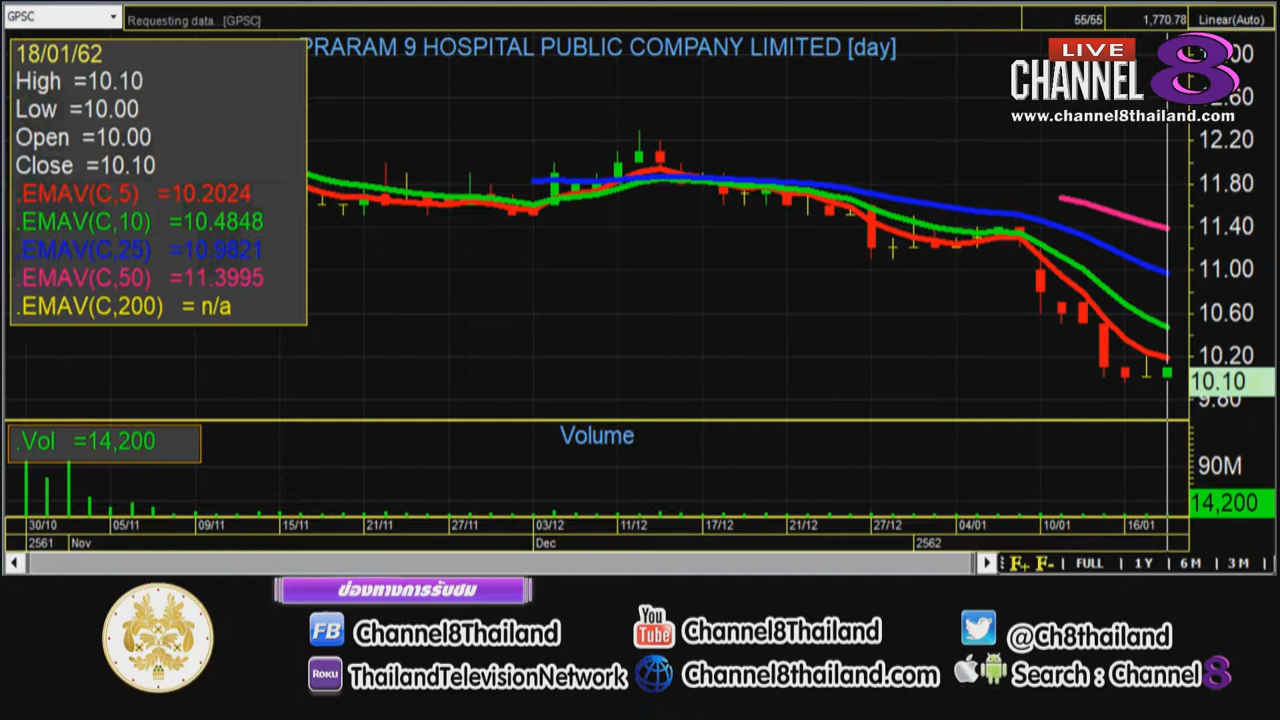 GPSC
Requesting data...[GPSC]
55/55
1,770.78
Linear(Auto)
PRARAM 9 HOSPITAL PUBLIC COMPANY LIMITED [day]
18/01/62
High =10.10
Low =10.00
Open =10.00
Close =10.10
.EMAV(C,5) =10.2024
.EMAV(C,10) =10.4848
.EMAV(C,25) =10.9821
.EMAV(C,50) =11.3995
.EMAV(C,200) = n/a
LIVE
CHANNEL 8
www.channel8thailand.com
12.20
11.80
11.40
11.00
10.60
10.20
10.10
9.80
.Vol =14,200
Volume
90M
14,200
30/10 05/11 09/11 15/11 21/11 27/11 03/12 11/12 17/12 21/12 27/12 04/01 10/01 16/01
2561 Nov Dec 2562
F+ F- | FULL | 1Y | 6M | 3M |
ช่องทางการรับชม
FB Channel8Thailand
You Tube Channel8Thailand
@Ch8thailand
ROKU ThailandTelevisionNetwork
Channel8thailand.com
Search : Channel 8